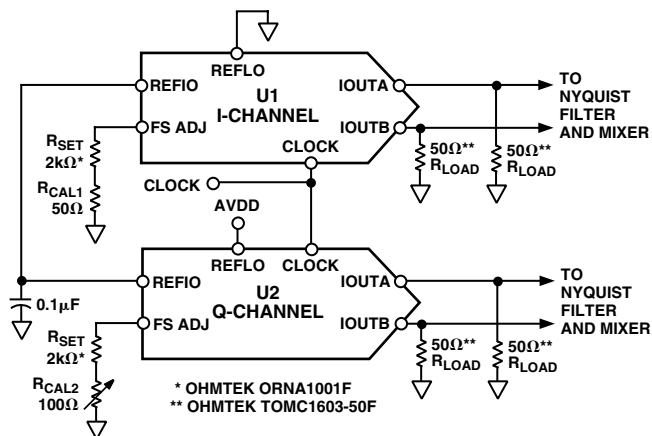 REFLO
REFIO
U1
I-CHANNEL
IOUTA
TO
NYQUIST
FILTER
AND MIXER
FS ADJ
IOUTB
RSET
2kΩ*
CLOCK
50Ω**
RLOAD
50Ω**
RLOAD
RCAL1
50Ω
CLOCK
AVDD
REFLO
CLOCK
REFIO
U2
Q-CHANNEL
IOUTA
TO
NYQUIST
FILTER
AND MIXER
0.1µF
FS ADJ
IOUTB
RSET
2kΩ*
50Ω**
RLOAD
50Ω**
RLOAD
RCAL2
100Ω
* OHMTEK ORNA1001F
** OHMTEK TOMC1603-50F